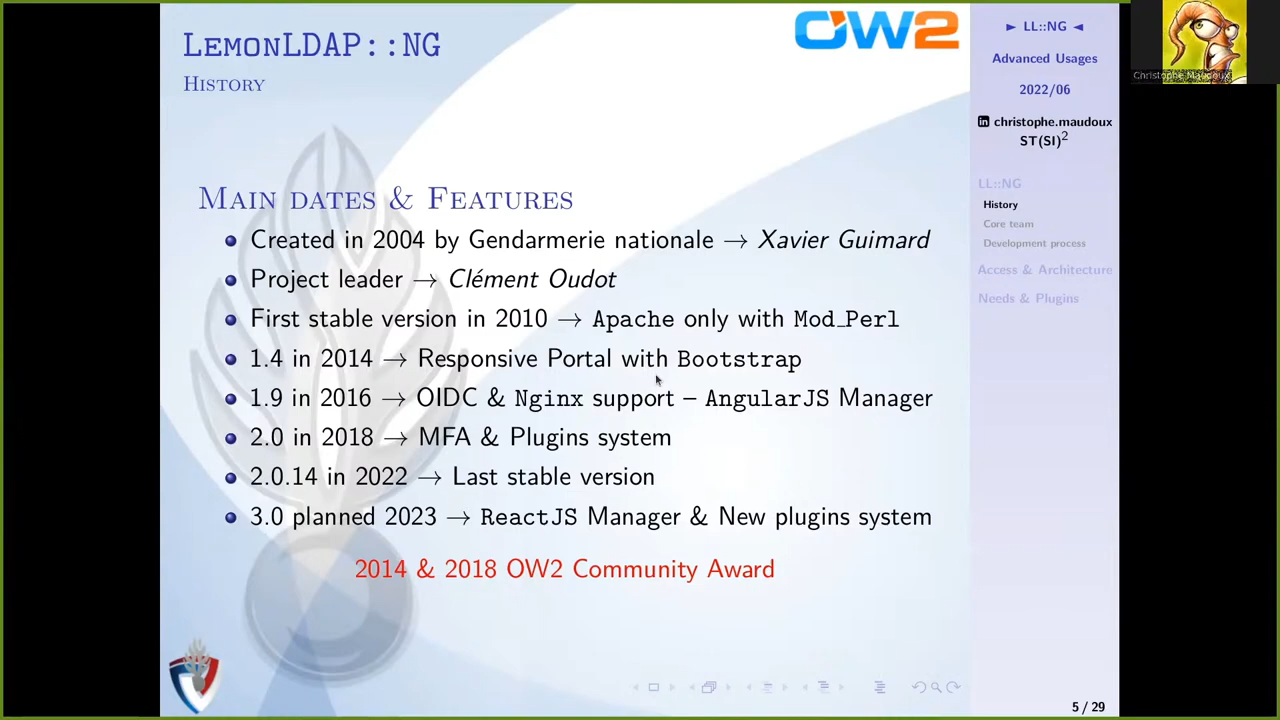 LemonLDAP::NG
History
OW2
Main dates & Features
Created in 2004 by Gendarmerie nationale → Xavier Guimard
Project leader → Clément Oudot
First stable version in 2010 → Apache only with Mod_Perl
1.4 in 2014 → Responsive Portal with Bootstrap
1.9 in 2016 → OIDC & Nginx support – AngularJS Manager
2.0 in 2018 → MFA & Plugins system
2.0.14 in 2022 → Last stable version
3.0 planned 2023 → ReactJS Manager & New plugins system
2014 & 2018 OW2 Community Award
► LL::NG ◄
Advanced Usages
2022/06
in christophe.maudoux
ST(SI)²
LL::NG
History
Core team
Development process
Access & Architecture
Needs & Plugins
5 / 29
Christophe Maudoux